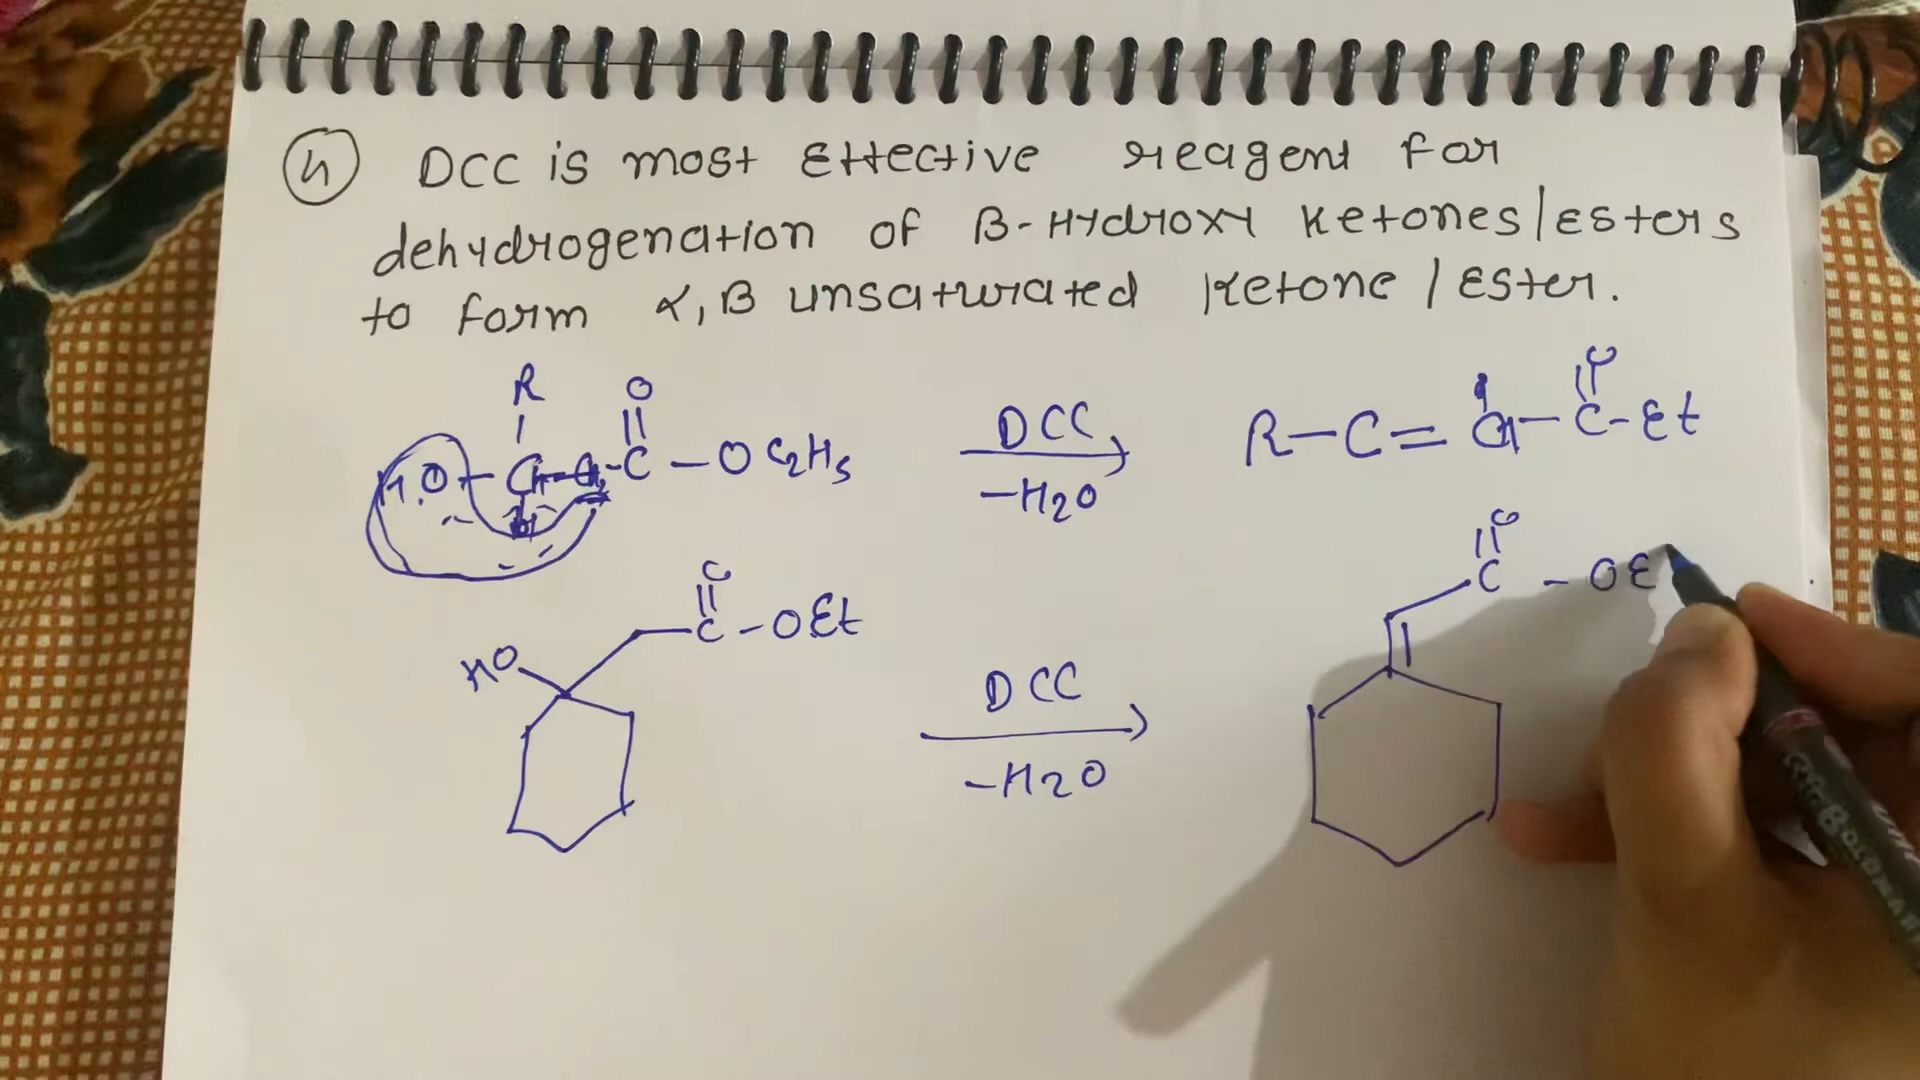 4 DCC is most effective reagent for
dehydrogenation of β-Hydroxy Ketones/Esters
to form α,β unsaturated Ketone/Ester.
R O
O
C - OC2H5
DCC
-H2O
R-C= C-Et
O
C - OEt
HO
DCC
-H2O
O
C - OE